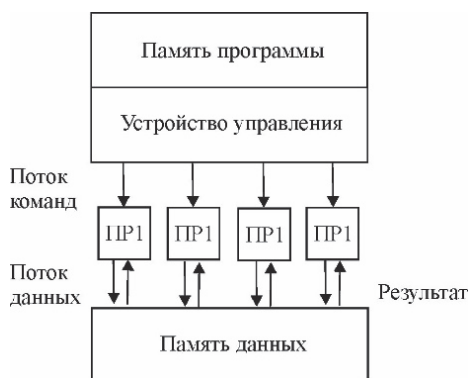 Память программы
Устройство управления
Поток
команд
ПР1 ПР1 ПР1 ПР1
Поток
данных
Результат
Память данных